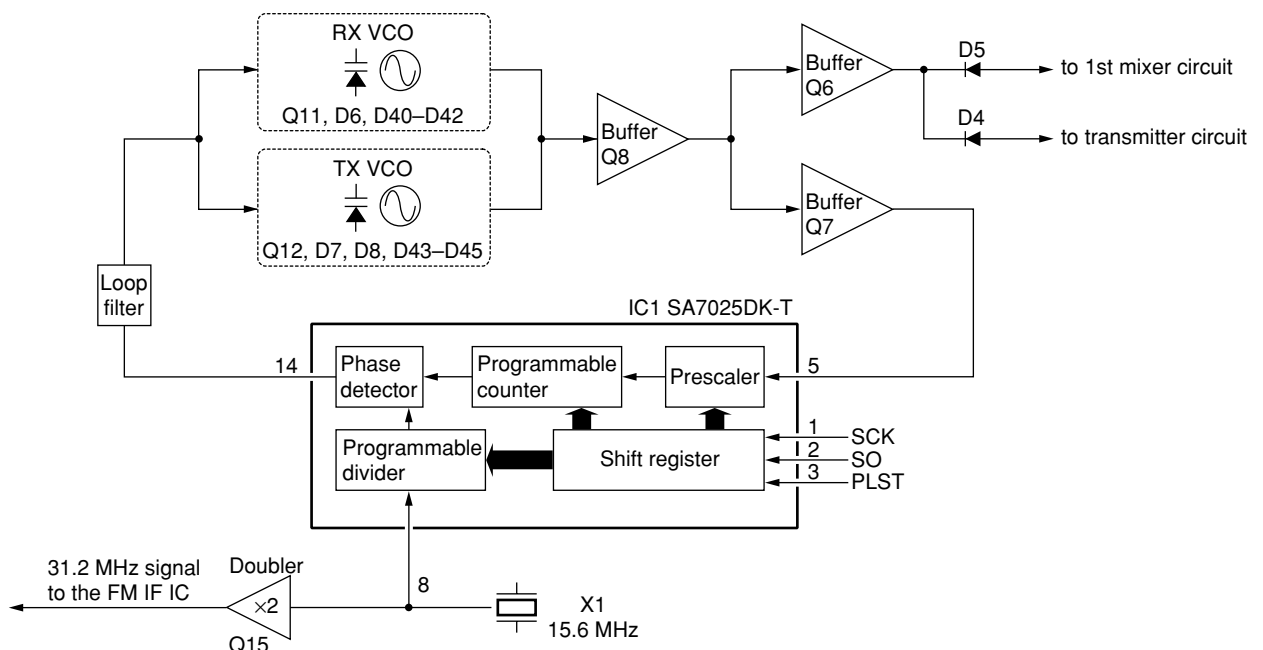 RX VCO
Q11, D6, D40–D42
TX VCO
Q12, D7, D8, D43–D45
Buffer
Q8
Buffer
Q6
D5
to 1st mixer circuit
D4
to transmitter circuit
Buffer
Q7
Loop
filter
IC1 SA7025DK-T
14
Phase
detector
Programmable
counter
Prescaler
5
Programmable
divider
Shift register
1
SCK
2
SO
3
PLST
31.2 MHz signal
to the FM IF IC
Doubler
×2
Q15
8
X1
15.6 MHz